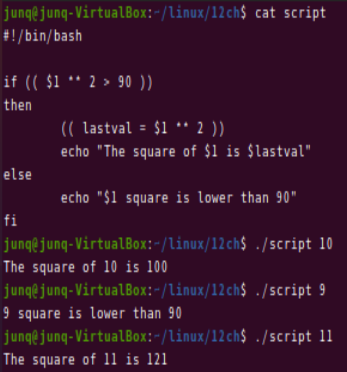 junq@junq-VirtualBox:~/linux/12ch$ cat script
#!/bin/bash

if (( $1 ** 2 > 90 ))
then
        (( lastval = $1 ** 2 ))
        echo "The square of $1 is $lastval"
else
        echo "$1 square is lower than 90"
fi
junq@junq-VirtualBox:~/linux/12ch$ ./script 10
The square of 10 is 100
junq@junq-VirtualBox:~/linux/12ch$ ./script 9
9 square is lower than 90
junq@junq-VirtualBox:~/linux/12ch$ ./script 11
The square of 11 is 121